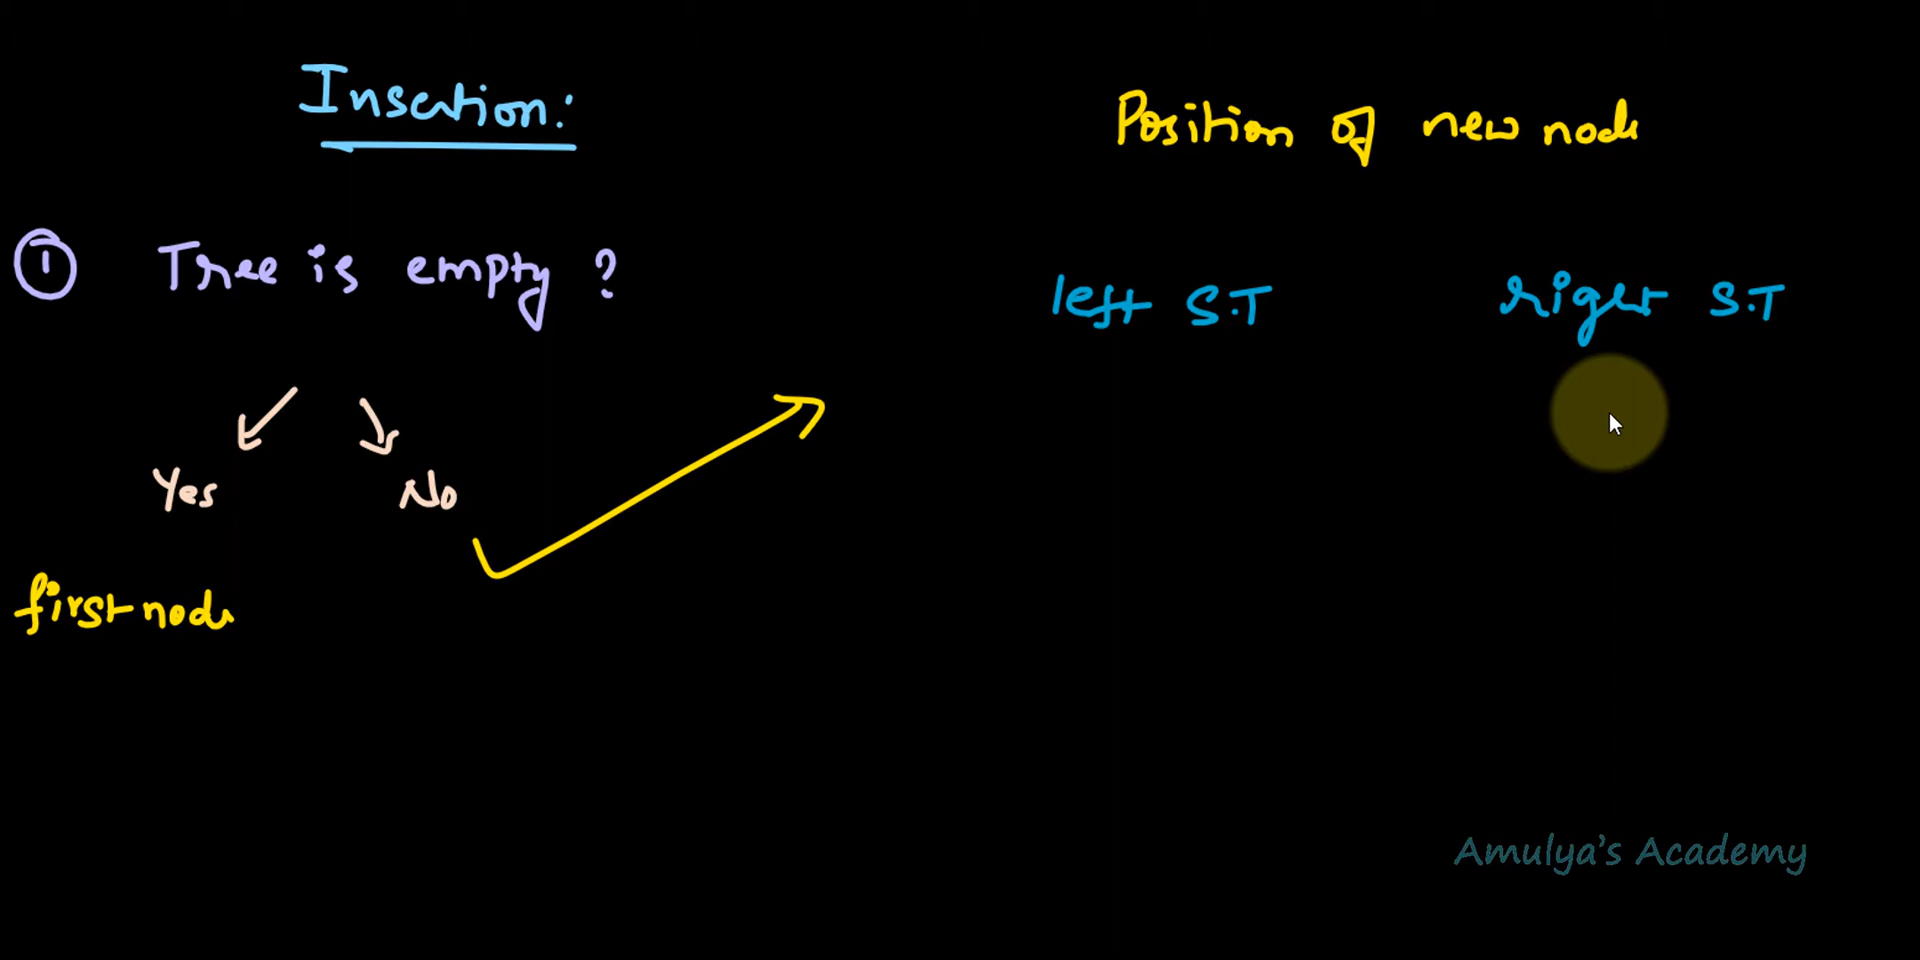 Insertion:
① Tree is empty ?
Yes No
first node
Position of new node
left S.T right S.T
Amulya's Academy